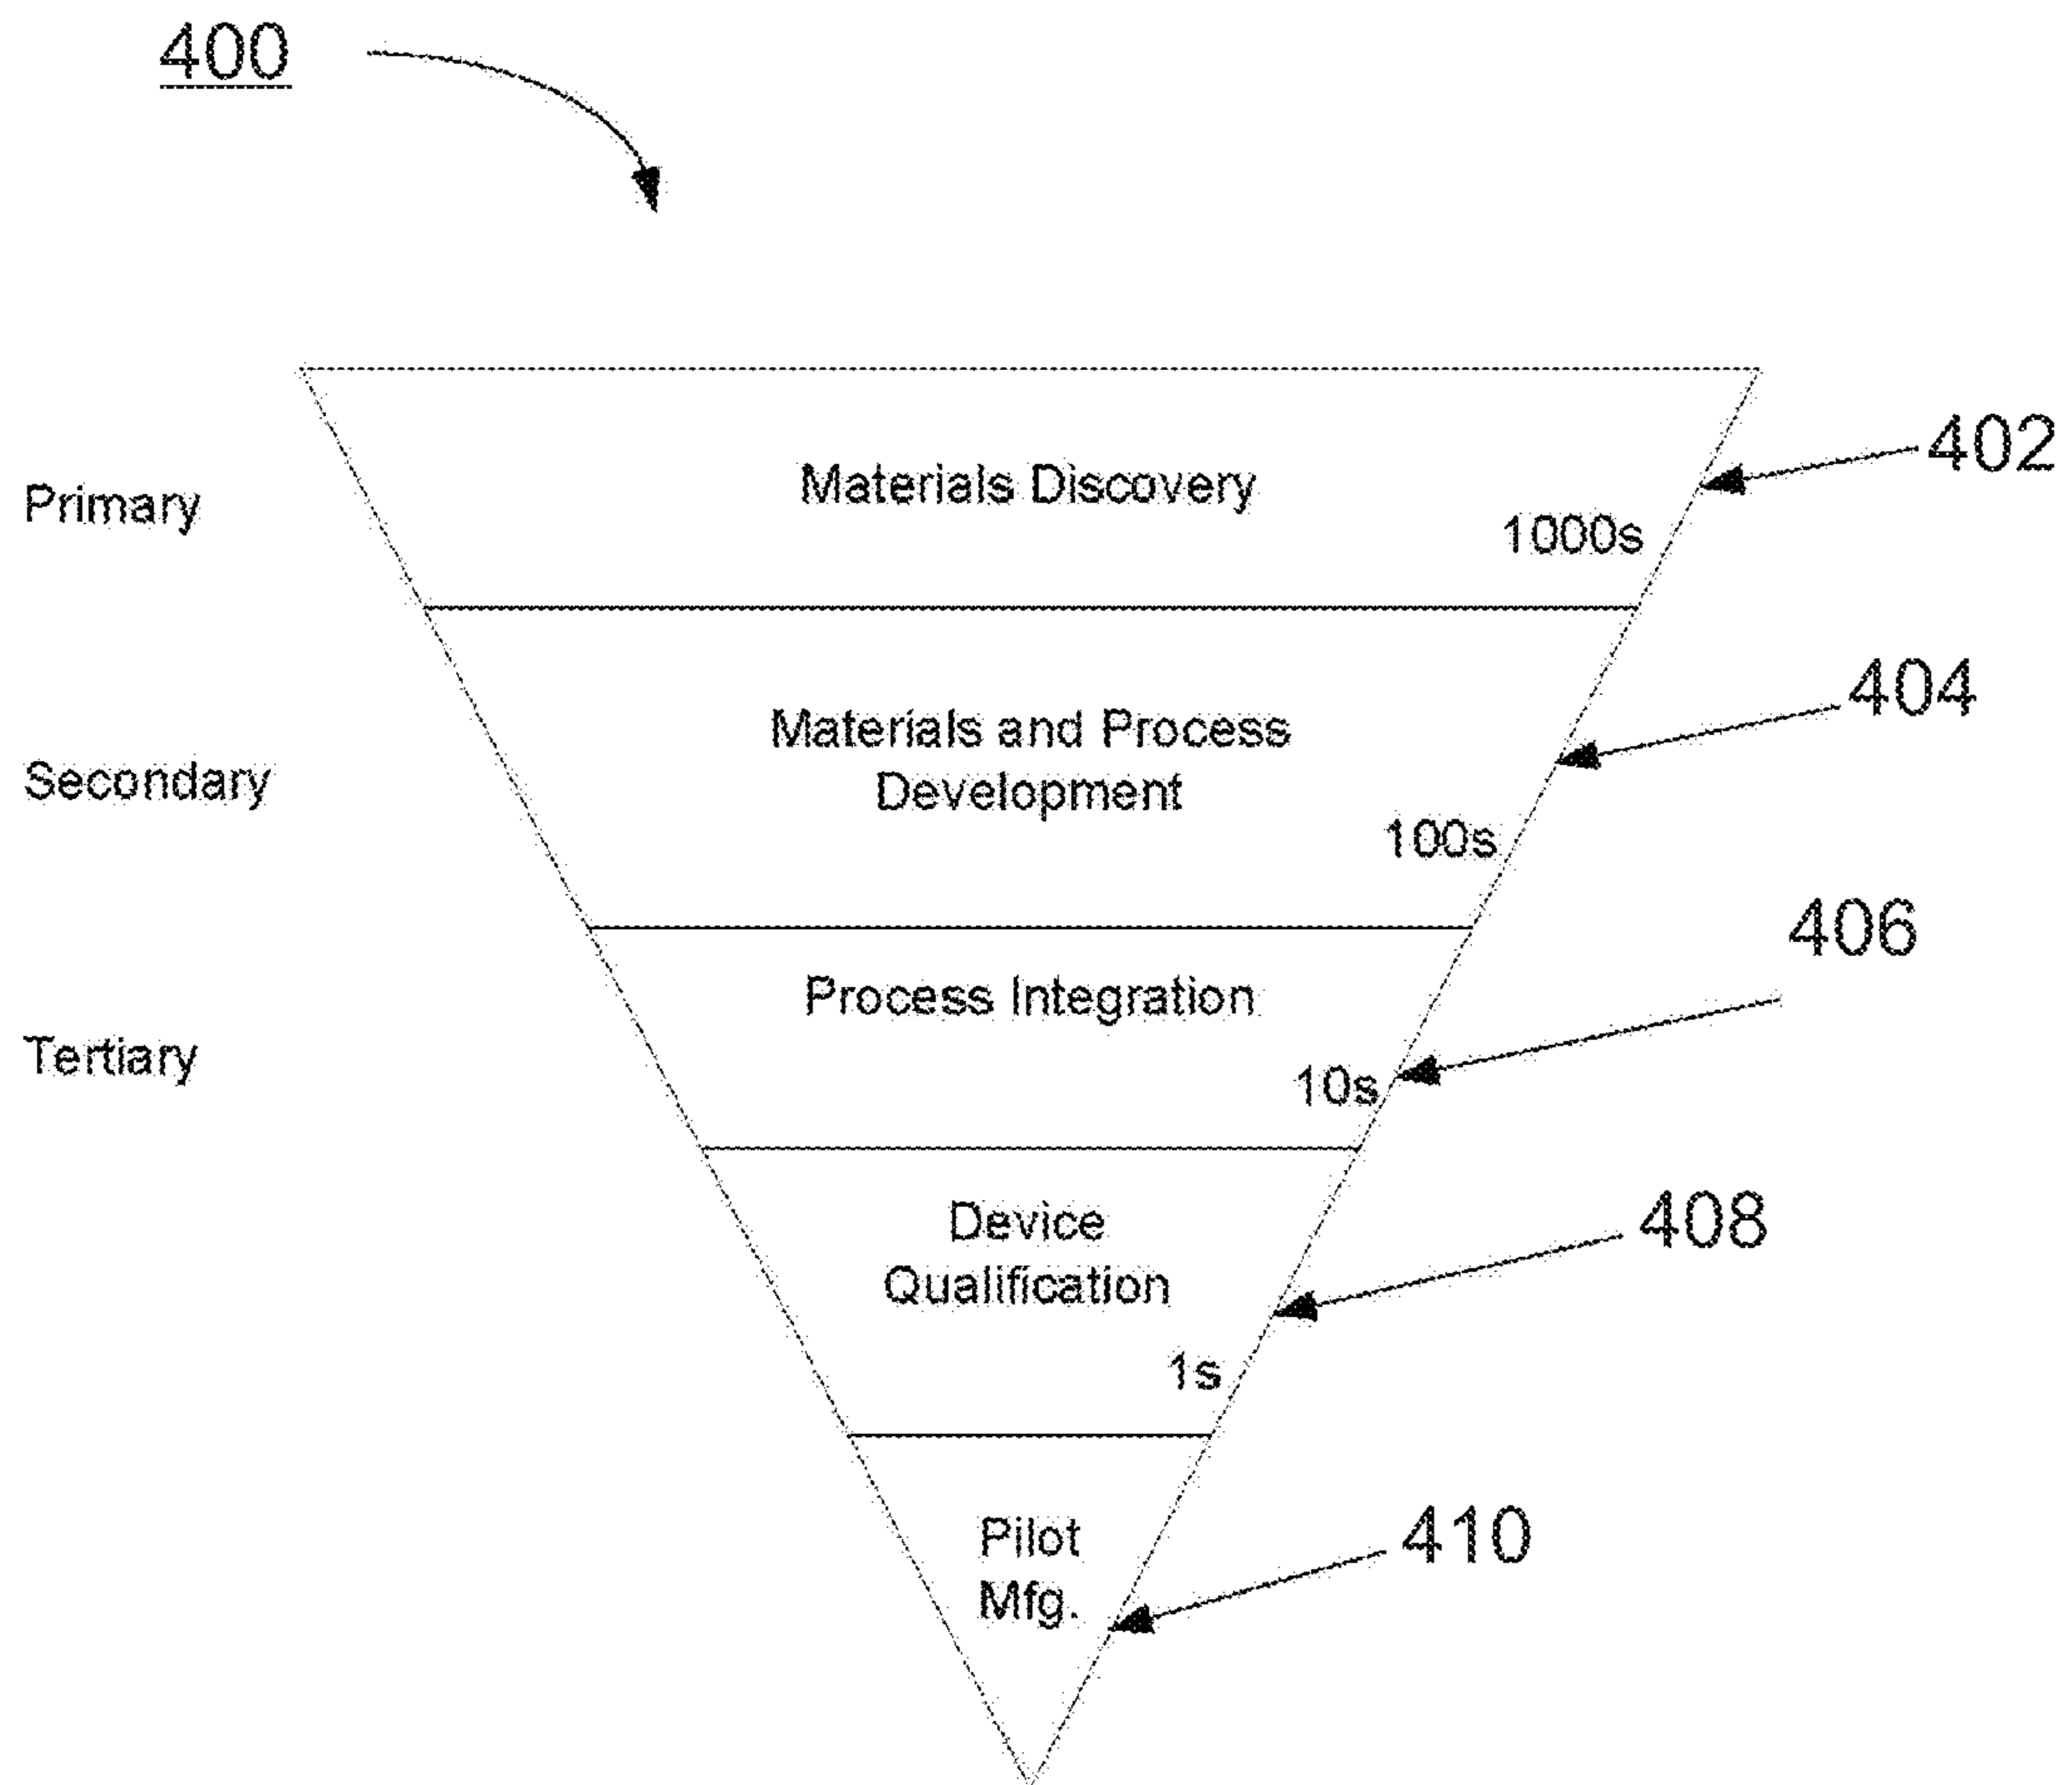 400
Primary
Materials Discovery
1000s
402
Secondary
Materials and Process
Development
100s
404
Tertiary
Process Integration
10s
406
Device
Qualification
1s
408
Pilot
Mfg.
410